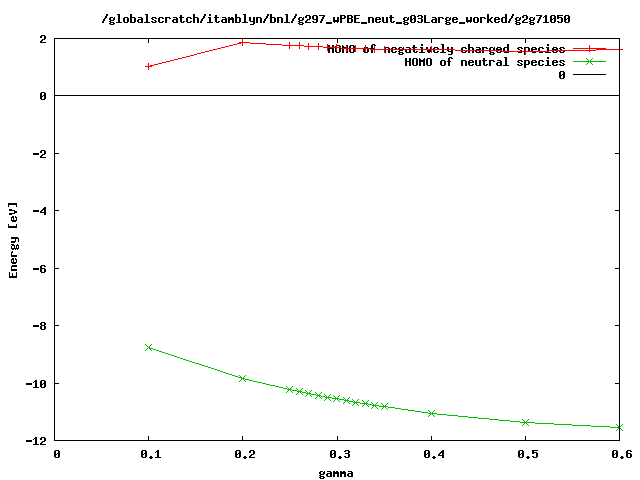 /globalscratch/itamblyn/bnl/g297_wPBE_neut_g03Large_worked/g2g71050
HOMO of negatively charged species
HOMO of neutral species
0
2
0
-2
-4
-6
-8
-10
-12
Energy [eV]
0 0.1 0.2 0.3 0.4 0.5 0.6
gamma